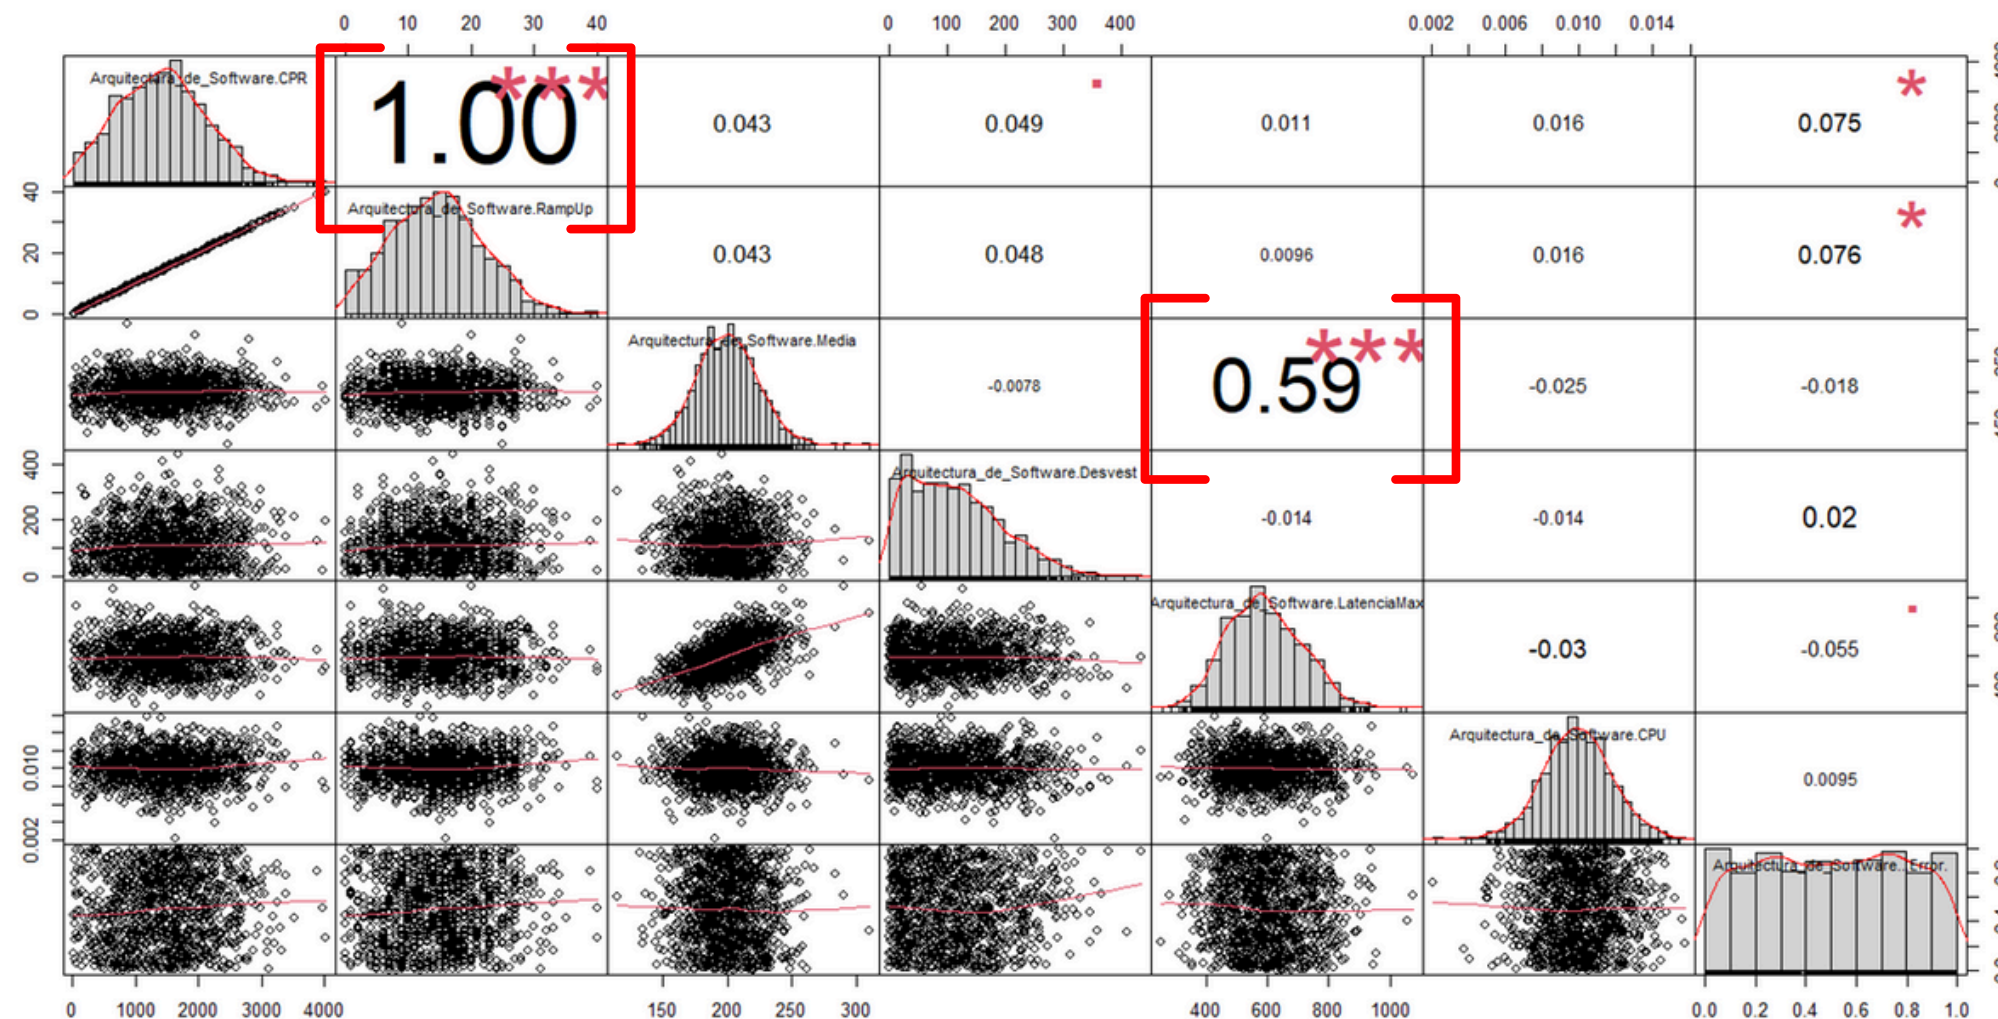 0 10 20 30 40 0 100 200 300 400 0.002 0.006 0.010 0.014
Arquitectura_de_Software.CPR 1.00 *** 0.043 0.049 . 0.011 0.016 0.075 *
40 20 0 Arquitectura_de_Software.RampUp 0.043 0.048 0.0096 0.016 0.076 *
Arquitectura_de_Software.Media -0.0078 0.59 *** -0.025 -0.018
400 200 0 Arquitectura_de_Software.Desvest -0.014 -0.014 0.02
Arquitectura_de_Software.LatenciaMax -0.03 -0.055 .
0.010 0.002 Arquitectura_de_Software.CPU 0.0095
Arquitectura_de_Software..Error.
0 1000 2000 3000 4000 150 200 250 300 400 600 800 1000 0.0 0.2 0.4 0.6 0.8 1.0